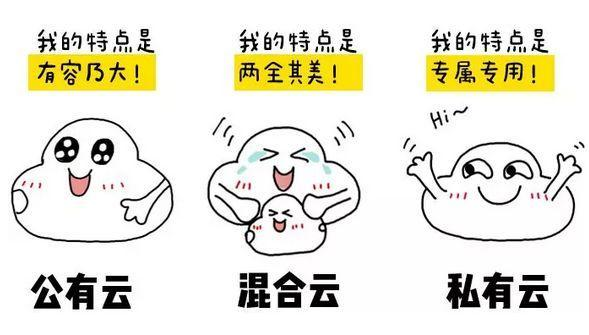 我的特点是
有容乃大！
公有云
我的特点是
两全其美！
混合云
我的特点是
专属专用！
Hi~
私有云